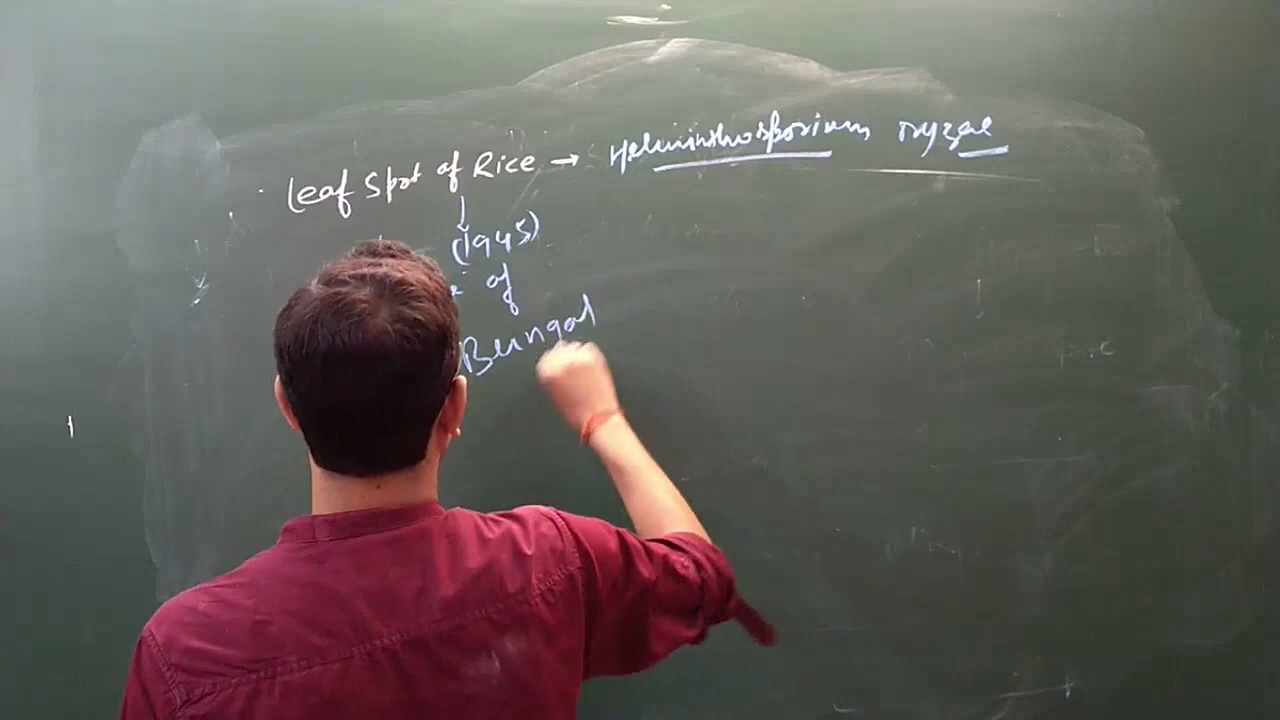 Leaf Spot of Rice → Helminthosporium oryzae
↓
(1945)
of
Bengal